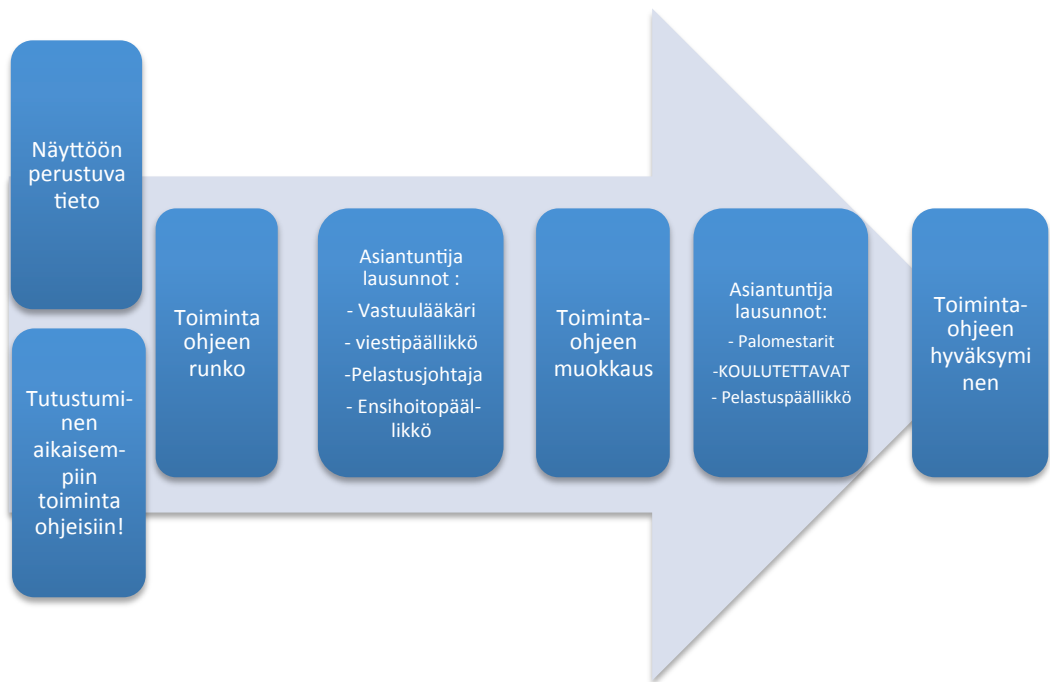 Näyttöön
perustuva
tieto
Tutustumi-
nen
aikaisem-
piin
toiminta
ohjeisiin!
Toiminta
ohjeen
runko
Asiantuntija
lausunnot :
- Vastuulääkäri
- viestipäällikkö
-Pelastusjohtaja
- Ensihoitopääl-
likkö
Toiminta-
ohjeen
muokkaus
Asiantuntija
lausunnot:
- Palomestarit
-KOULUTETTAVAT
- Pelastuspäällikkö
Toiminta-
ohjeen
hyväksymi
nen